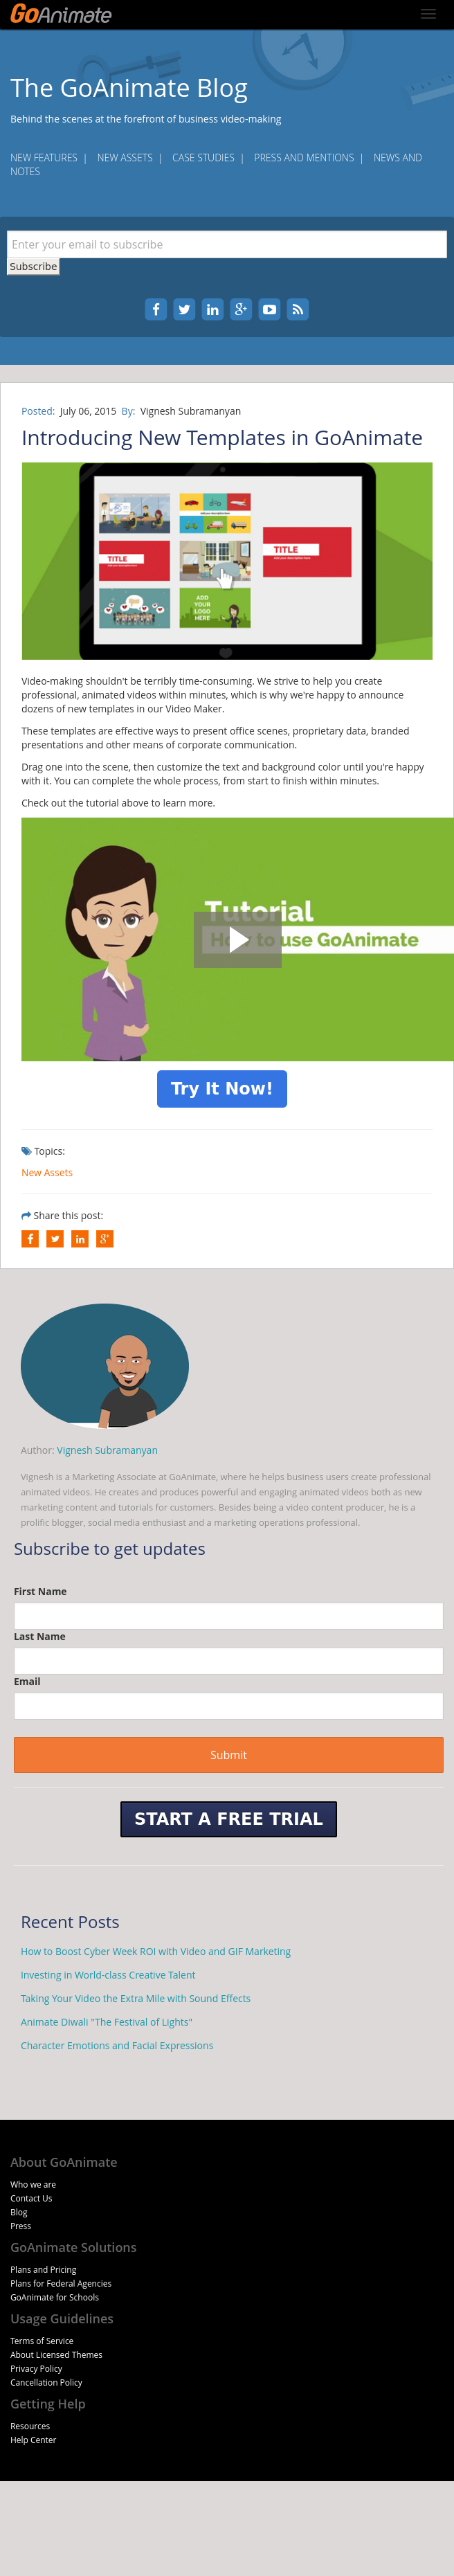 GoAnimate
The GoAnimate Blog
Behind the scenes at the forefront of business video-making
NEW FEATURES | NEW ASSETS | CASE STUDIES | PRESS AND MENTIONS | NEWS AND
NOTES
Enter your email to subscribe
Subscribe
Posted: July 06, 2015 By: Vignesh Subramanyan
Introducing New Templates in GoAnimate
TITLE
TITLE
TITLE
ADD
YOUR
LOGO
HERE
Video-making shouldn't be terribly time-consuming. We strive to help you create
professional, animated videos within minutes, which is why we're happy to announce
dozens of new templates in our Video Maker.
These templates are effective ways to present office scenes, proprietary data, branded
presentations and other means of corporate communication.
Drag one into the scene, then customize the text and background color until you're happy
with it. You can complete the whole process, from start to finish within minutes.
Check out the tutorial above to learn more.
Tutorial
How to use GoAnimate
Try It Now!
Topics:
New Assets
Share this post:
Author: Vignesh Subramanyan
Vignesh is a Marketing Associate at GoAnimate, where he helps business users create professional
animated videos. He creates and produces powerful and engaging animated videos both as new
marketing content and tutorials for customers. Besides being a video content producer, he is a
prolific blogger, social media enthusiast and a marketing operations professional.
Subscribe to get updates
First Name
Last Name
Email
Submit
START A FREE TRIAL
Recent Posts
How to Boost Cyber Week ROI with Video and GIF Marketing
Investing in World-class Creative Talent
Taking Your Video the Extra Mile with Sound Effects
Animate Diwali "The Festival of Lights"
Character Emotions and Facial Expressions
About GoAnimate
Who we are
Contact Us
Blog
Press
GoAnimate Solutions
Plans and Pricing
Plans for Federal Agencies
GoAnimate for Schools
Usage Guidelines
Terms of Service
About Licensed Themes
Privacy Policy
Cancellation Policy
Getting Help
Resources
Help Center